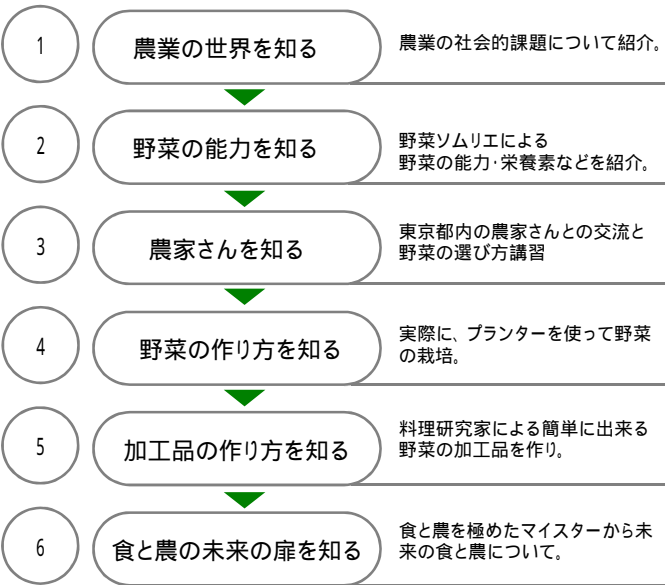 1
農業の世界を知る
農業の社会的課題について紹介。
2
野菜の能力を知る
野菜ソムリエによる
野菜の能力・栄養素などを紹介。
3
農家さんを知る
東京都内の農家さんとの交流と
野菜の選び方講習
4
野菜の作り方を知る
実際に、プランターを使って野菜
の栽培。
5
加工品の作り方を知る
料理研究家による簡単に出来る
野菜の加工品を作り。
6
食と農の未来の扉を知る
食と農を極めたマイスターから未
来の食と農について。